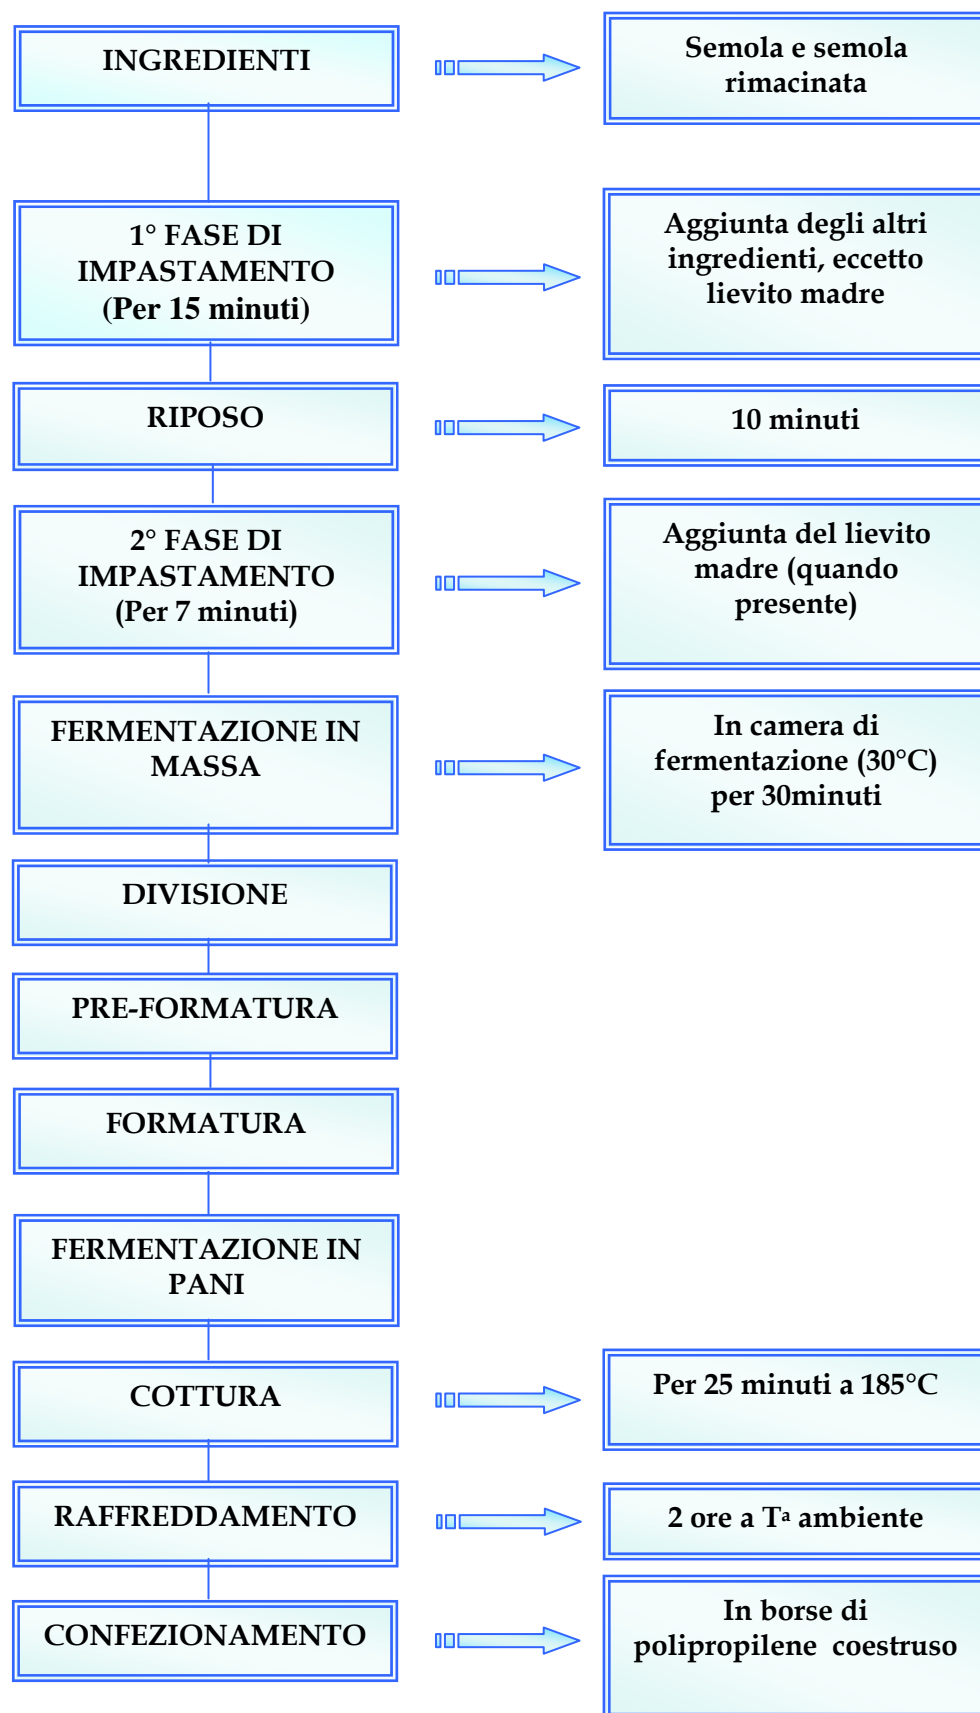 INGREDIENTI
Semola e semola
rimacinata
1° FASE DI
IMPASTAMENTO
(Per 15 minuti)
Aggiunta degli altri
ingredienti, eccetto
lievito madre
RIPOSO
10 minuti
2° FASE DI
IMPASTAMENTO
(Per 7 minuti)
Aggiunta del lievito
madre (quando
presente)
FERMENTAZIONE IN
MASSA
In camera di
fermentazione (30°C)
per 30minuti
DIVISIONE
PRE-FORMATURA
FORMATURA
FERMENTAZIONE IN
PANI
COTTURA
Per 25 minuti a 185°C
RAFFREDDAMENTO
2 ore a Tª ambiente
CONFEZIONAMENTO
In borse di
polipropilene coestruso